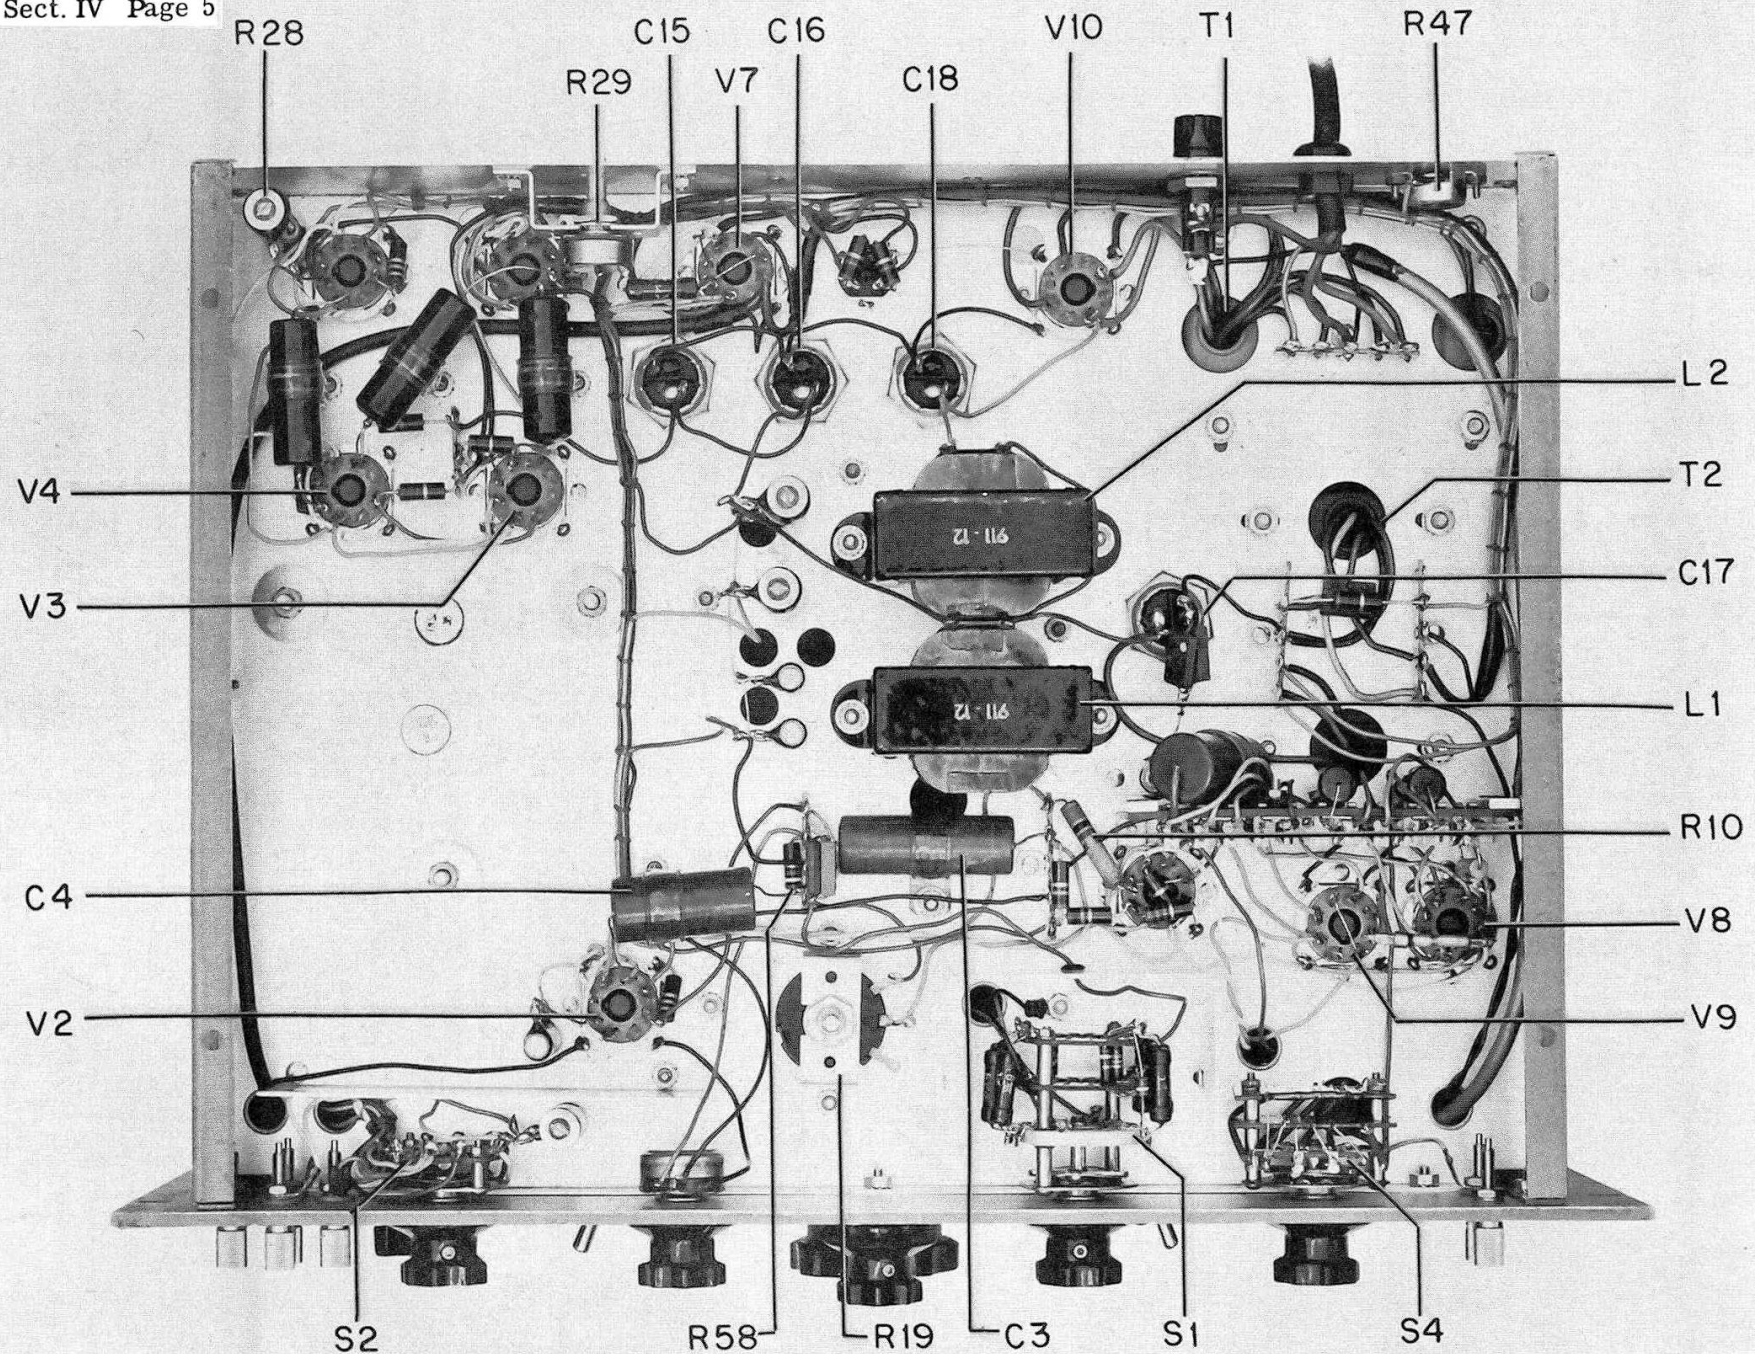 Sect. IV Page 5
R28
C15
C16
V10
T1
R47
R29
V7
C18
L2
911-12
V4
T2
C17
V3
911-12
L1
R10
C4
V8
V2
V9
S2
R58
R19
C3
S1
S4